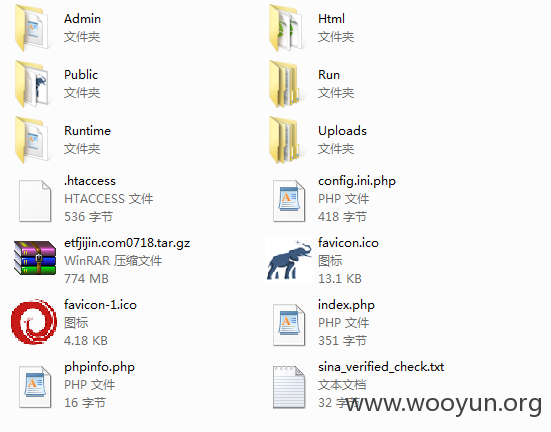 Admin
文件夹
Html
文件夹
Public
文件夹
Run
文件夹
Runtime
文件夹
Uploads
文件夹
.htaccess
HTACCESS 文件
536 字节
config.ini.php
PHP 文件
418 字节
etfjijin.com0718.tar.gz
WinRAR 压缩文件
774 MB
favicon.ico
图标
13.1 KB
favicon-1.ico
图标
4.18 KB
index.php
PHP 文件
351 字节
phpinfo.php
PHP 文件
16 字节
sina_verified_check.txt
文本文档
32 字节
www.wooyun.org